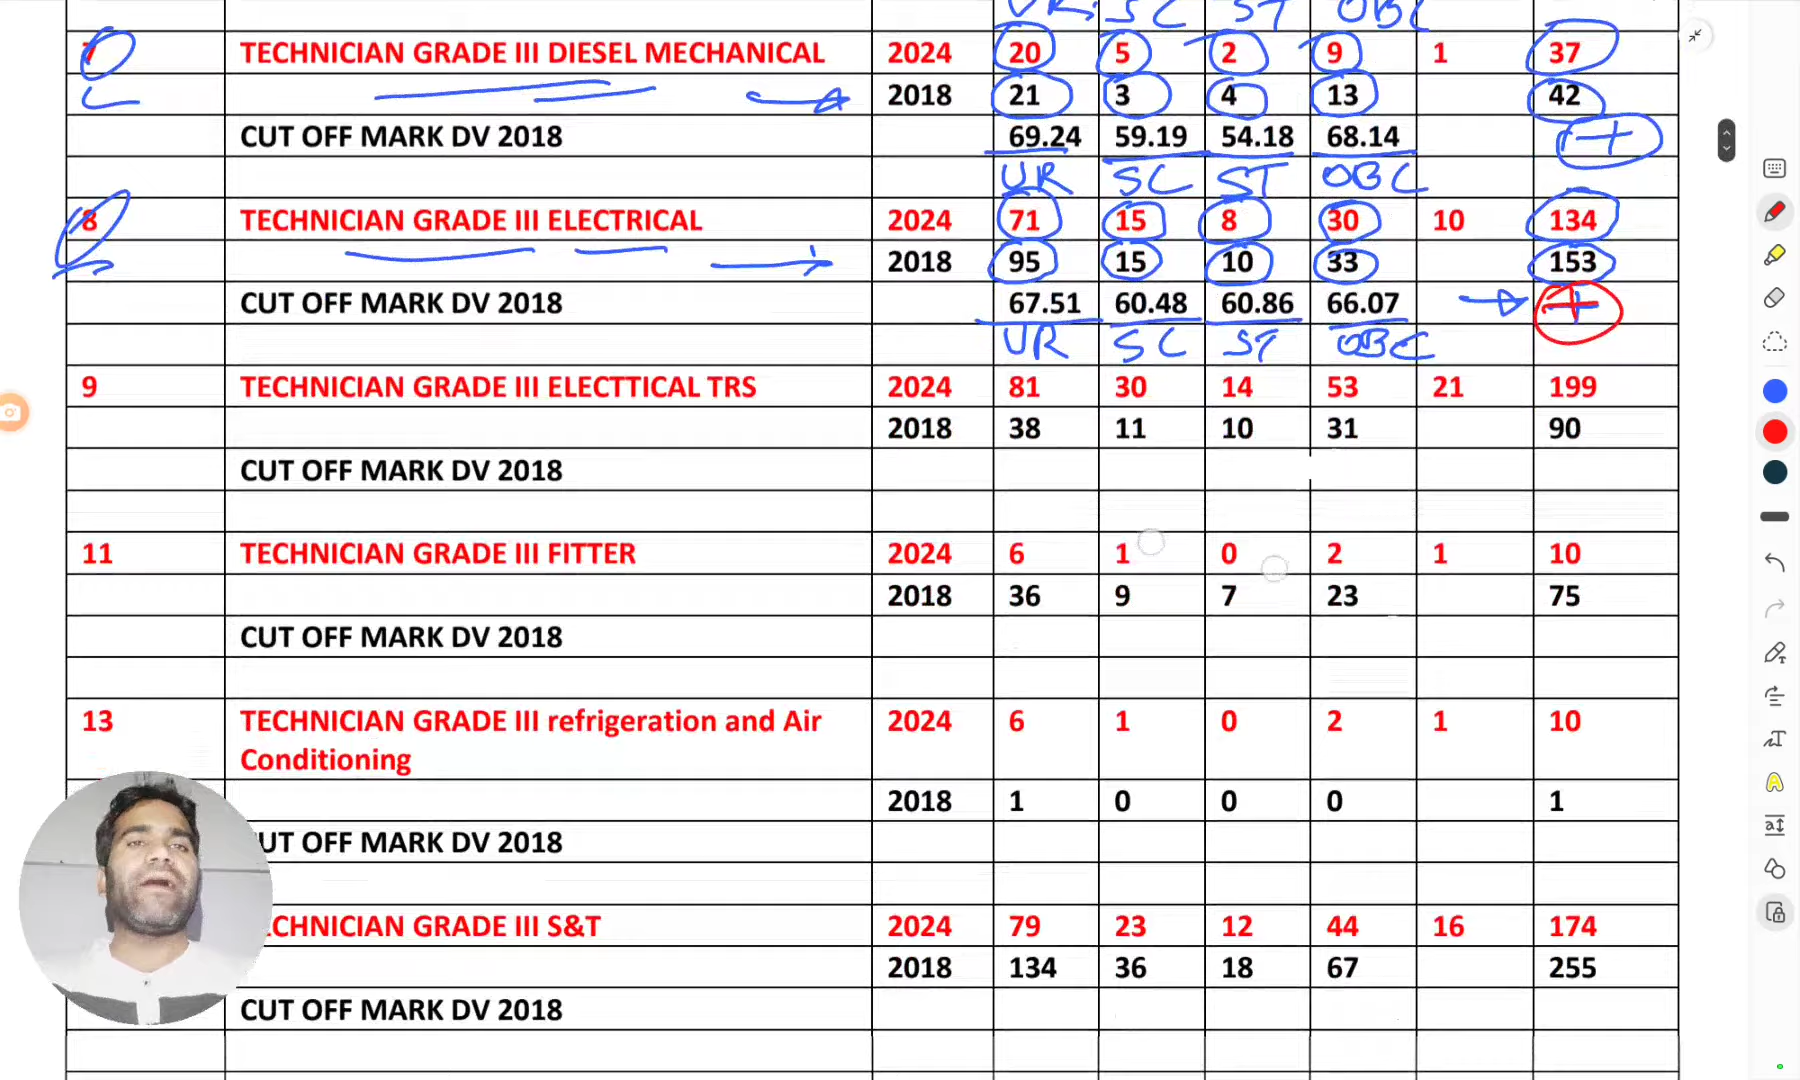 UR. SC ST OBC
7 TECHNICIAN GRADE III DIESEL MECHANICAL 2024 20 5 2 9 1 37
2018 21 3 4 13 42
CUT OFF MARK DV 2018 69.24 59.19 54.18 68.14 +
UR SC ST OBC
8 TECHNICIAN GRADE III ELECTRICAL 2024 71 15 8 30 10 134
2018 95 15 10 33 153
CUT OFF MARK DV 2018 67.51 60.48 60.86 66.07 +
UR SC ST OBC
9 TECHNICIAN GRADE III ELECTTICAL TRS 2024 81 30 14 53 21 199
2018 38 11 10 31 90
CUT OFF MARK DV 2018
11 TECHNICIAN GRADE III FITTER 2024 6 1 0 2 1 10
2018 36 9 7 23 75
CUT OFF MARK DV 2018
13 TECHNICIAN GRADE III refrigeration and Air 2024 6 1 0 2 1 10
Conditioning
2018 1 0 0 0 1
CUT OFF MARK DV 2018
TECHNICIAN GRADE III S&T 2024 79 23 12 44 16 174
2018 134 36 18 67 255
CUT OFF MARK DV 2018